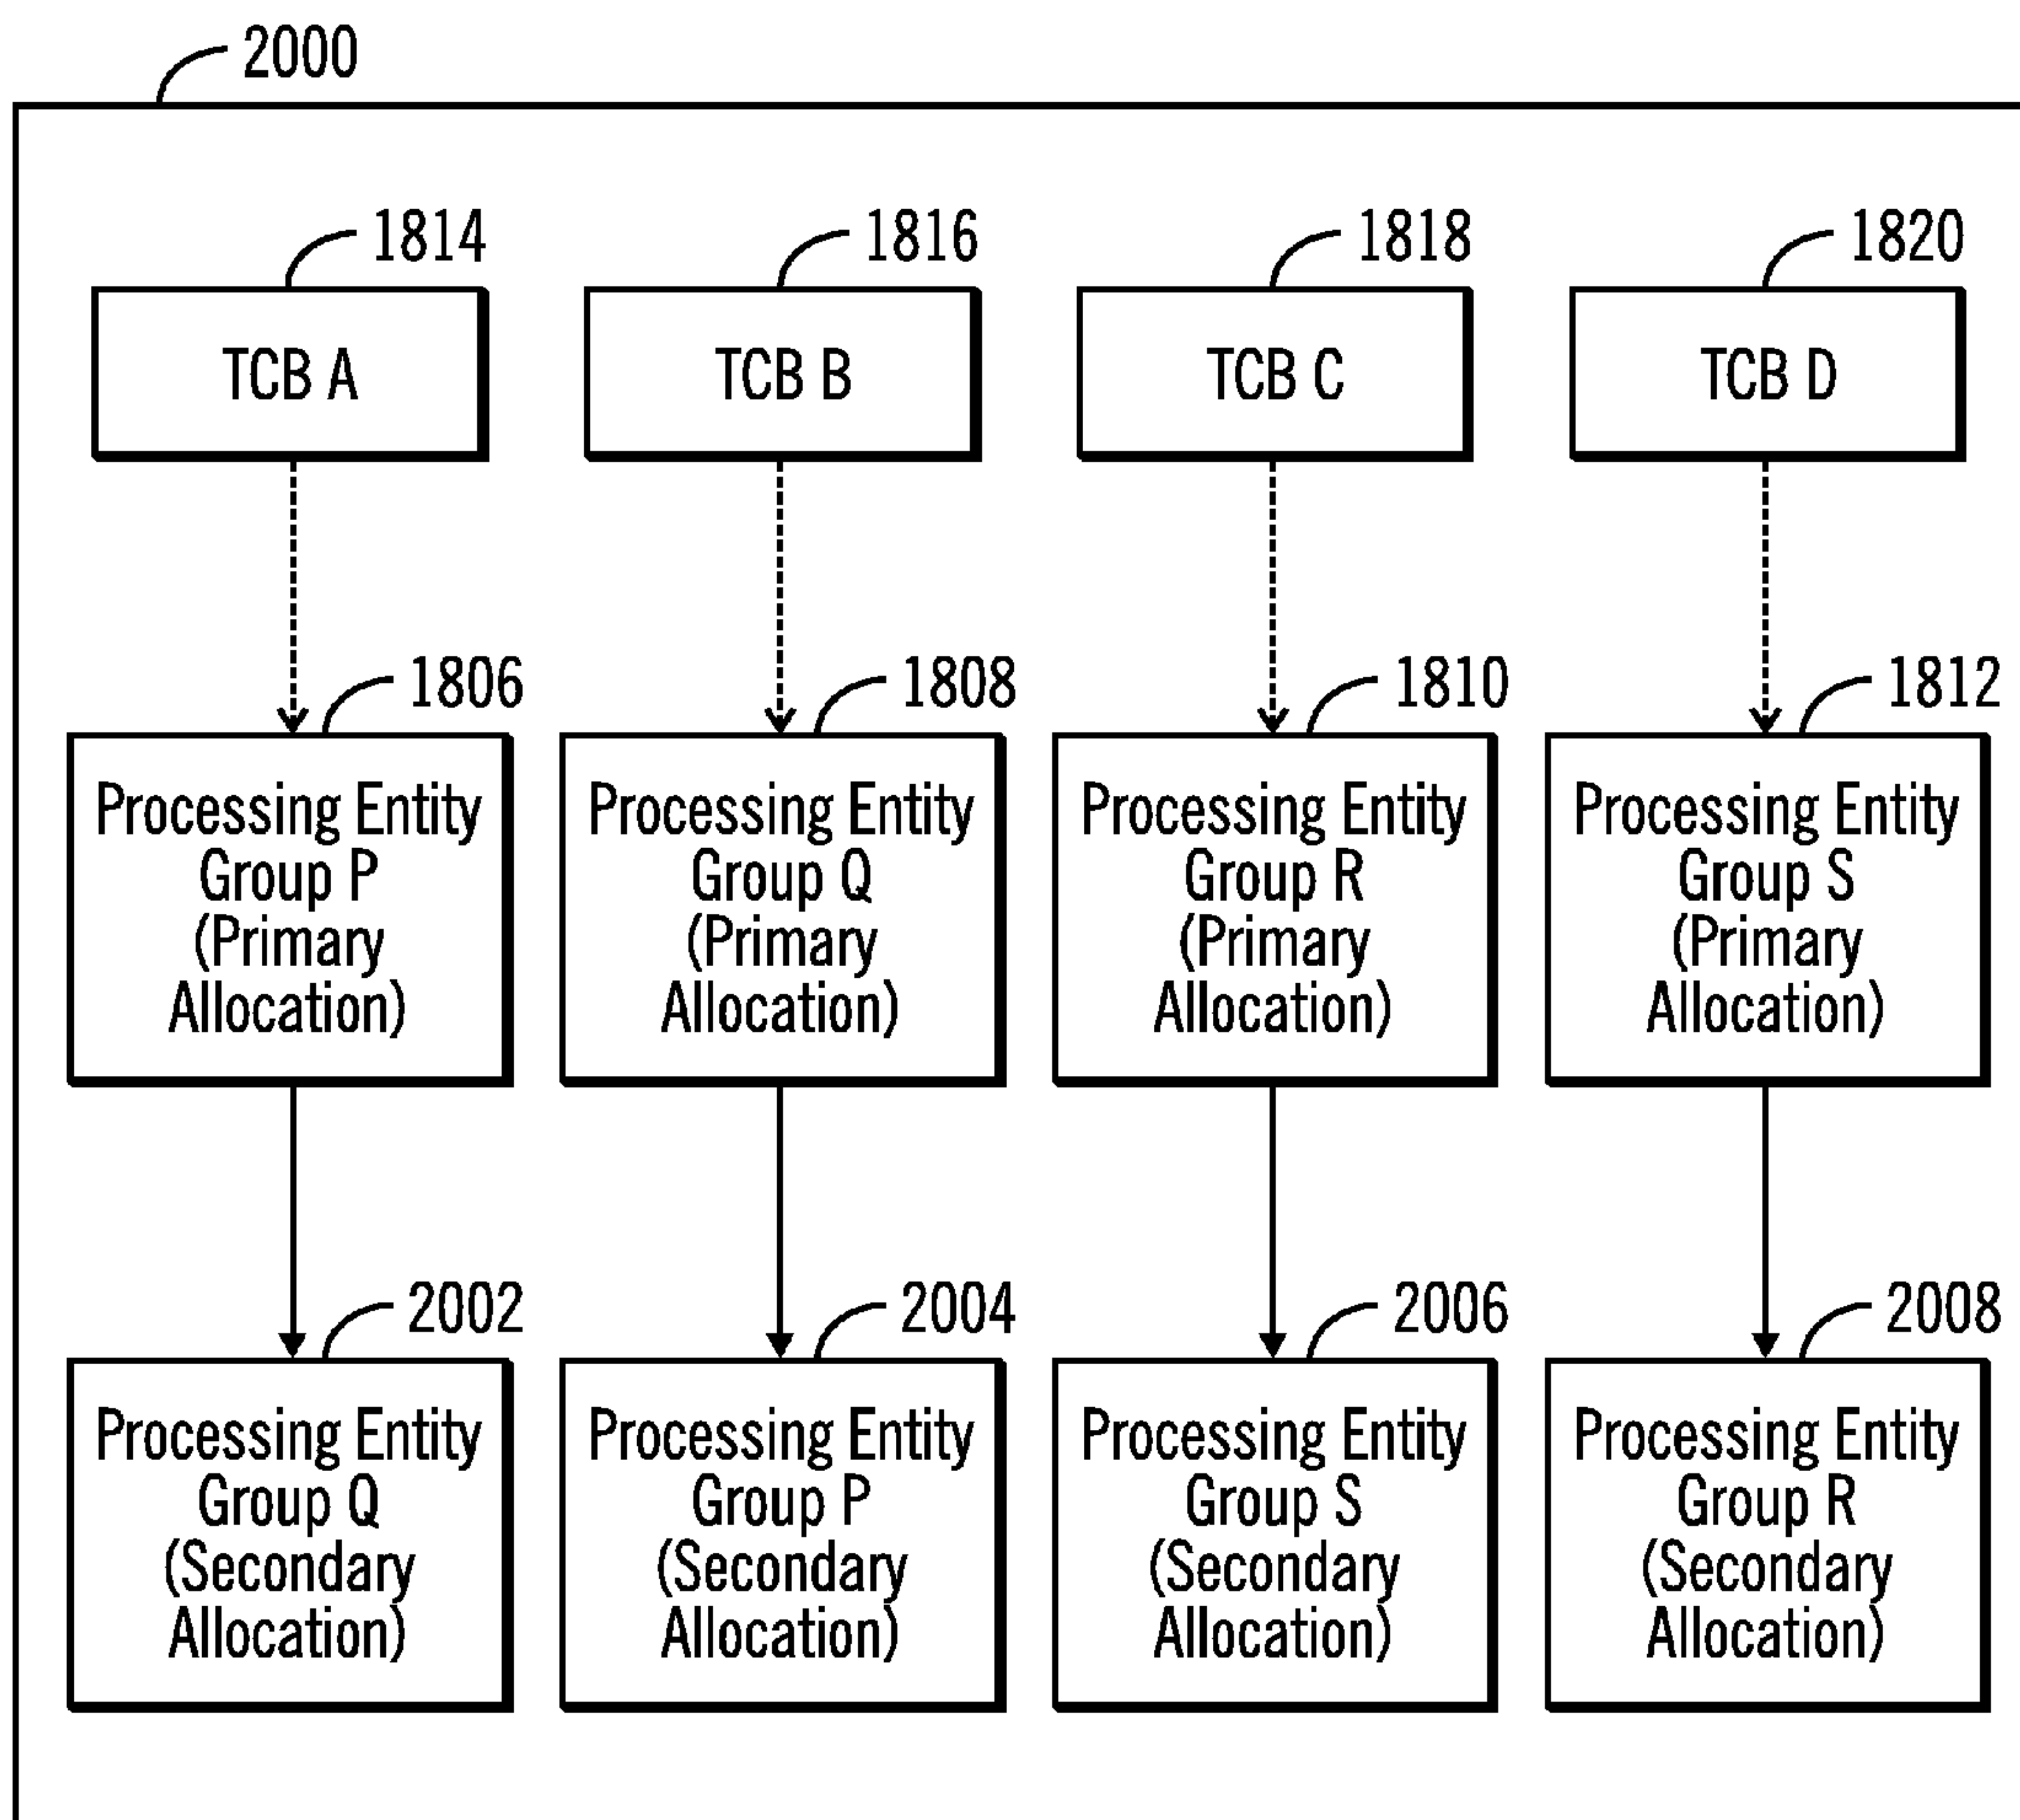 2000
1814
1816
1818
1820
TCB A
TCB B
TCB C
TCB D
1806
1808
1810
1812
Processing Entity
Group P
(Primary
Allocation)
Processing Entity
Group Q
(Primary
Allocation)
Processing Entity
Group R
(Primary
Allocation)
Processing Entity
Group S
(Primary
Allocation)
2002
2004
2006
2008
Processing Entity
Group Q
(Secondary
Allocation)
Processing Entity
Group P
(Secondary
Allocation)
Processing Entity
Group S
(Secondary
Allocation)
Processing Entity
Group R
(Secondary
Allocation)